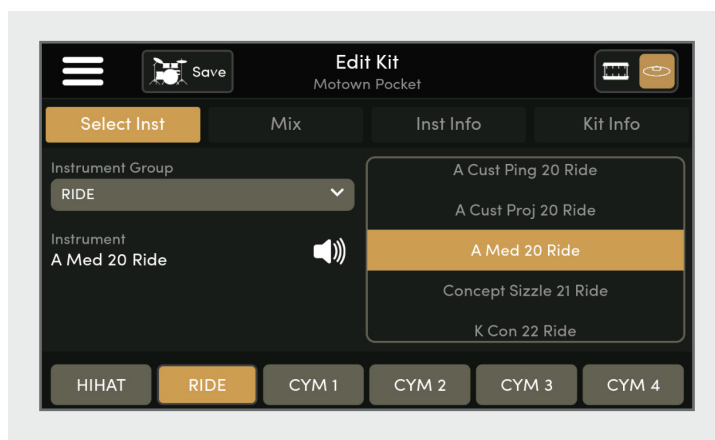 Save
Edit Kit
Motown Pocket
Select Inst
Mix
Inst Info
Kit Info
Instrument Group
RIDE
Instrument
A Med 20 Ride
A Cust Ping 20 Ride
A Cust Proj 20 Ride
A Med 20 Ride
Concept Sizzle 21 Ride
K Con 22 Ride
HIHAT
RIDE
CYM 1
CYM 2
CYM 3
CYM 4